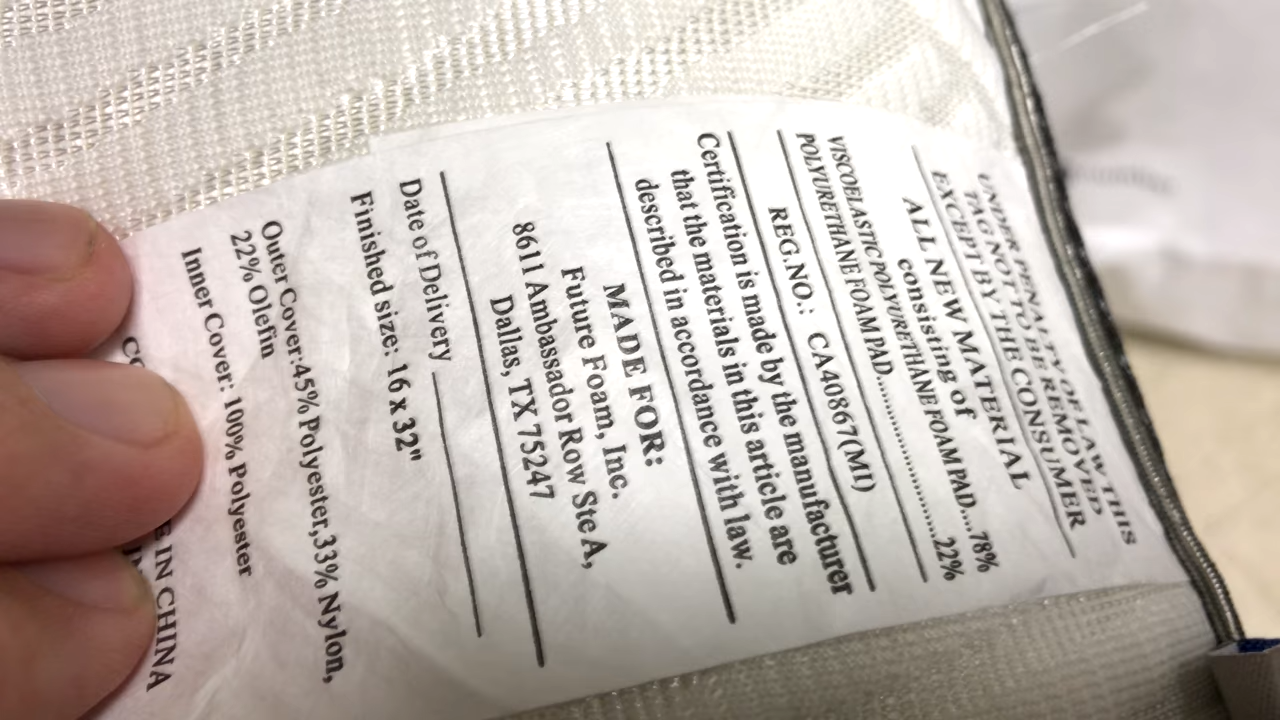 UNDER PENALTY OF LAW THIS
TAG NOT TO BE REMOVED
EXCEPT BY THE CONSUMER
ALL NEW MATERIAL
consisting of
VISCOELASTIC POLYURETHANE FOAM PAD....78%
POLYURETHANE FOAM PAD..........................22%
REG.NO.: CA40867(MI)
Certification is made by the manufacturer
that the materials in this article are
described in accordance with law.
MADE FOR:
Future Foam, Inc.
8611 Ambassador Row Ste A,
Dallas, TX 75247
Date of Delivery
Finished size: 16 x 32"
Outer Cover:45% Polyester,33% Nylon,
22% Olefin
Inner Cover: 100% Polyester
IN CHINA